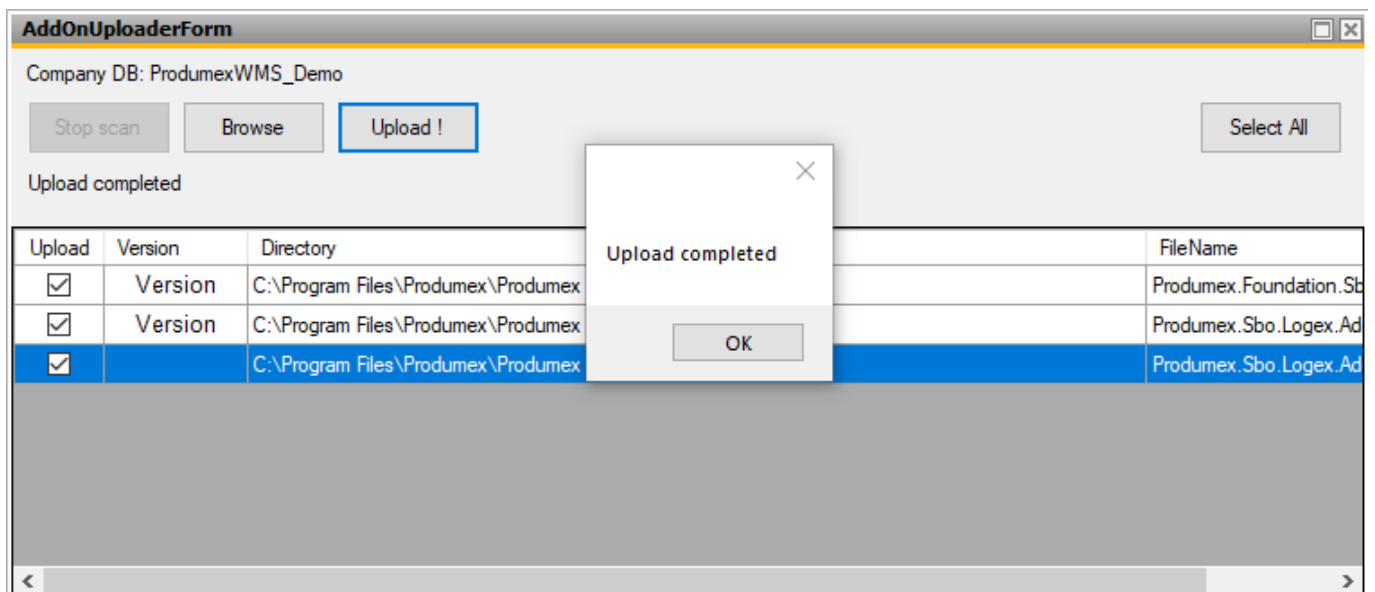 AddOnUploaderForm
Company DB: ProdumexWMS_Demo
Stop scan Browse Upload ! Select All
Upload completed
Upload completed
OK
Upload Version Directory FileName
Version C:\Program Files\Produmex\Produmex Produmex.Foundation.Sb
Version C:\Program Files\Produmex\Produmex Produmex.Sbo.Logex.Ad
C:\Program Files\Produmex\Produmex Produmex.Sbo.Logex.Ad